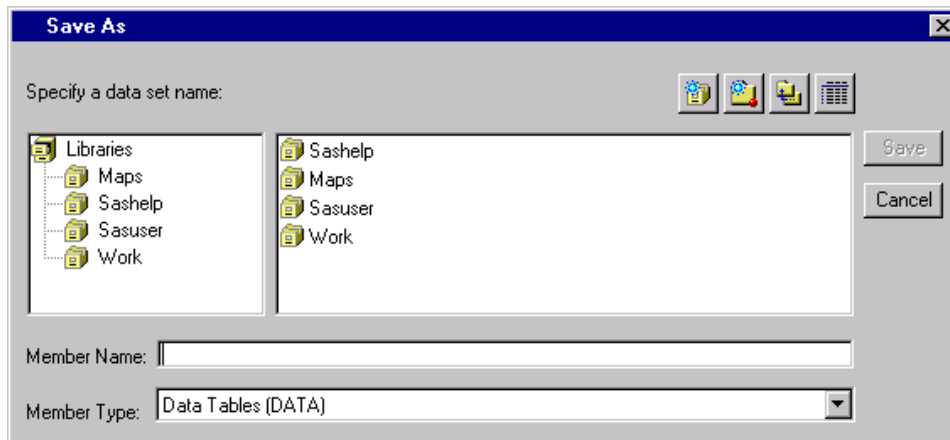 Save As
Specify a data set name:
Libraries
Maps
Sashelp
Sasuser
Work
Sashelp
Maps
Sasuser
Work
Save
Cancel
Member Name:
Member Type: Data Tables (DATA)